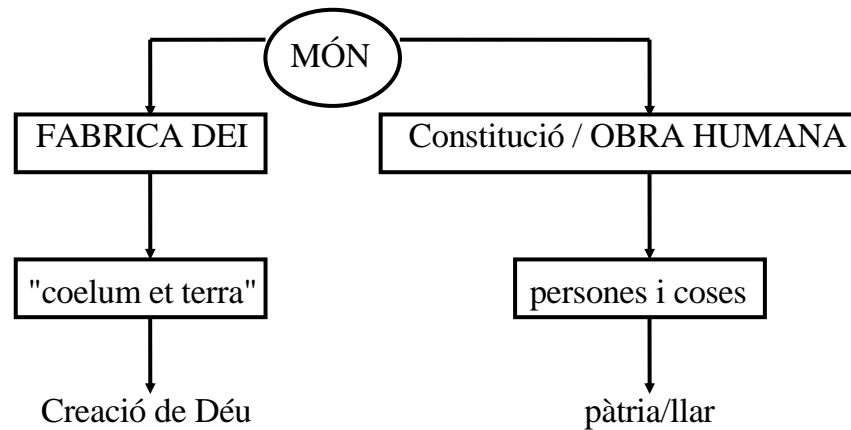 MÓN
FABRICA DEI
Constitució / OBRA HUMANA
"coelum et terra"
persones i coses
Creació de Déu
pàtria/llar